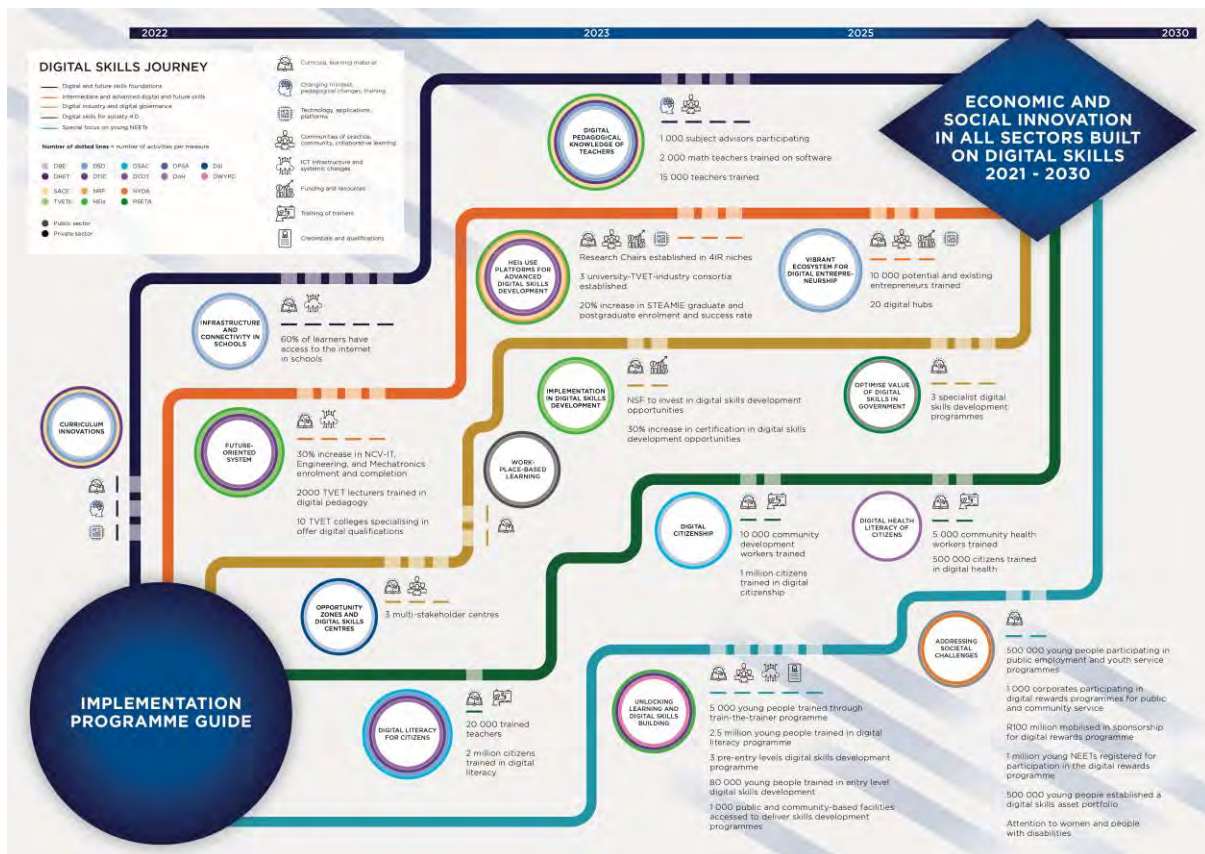 2022
2023
2025
2030
DIGITAL SKILLS JOURNEY
Digital and future skills foundations
Intermediate and advanced digital and future skills
Digital industry and digital governance
Digital skills for society 4.0
Special focus on young NEETs
Number of dotted lines = number of activities per measure
DBE
DSD
DSAC
DPSA
DSI
DHET
DTIC
DCDT
DoH
DWYPD
SACE
NRF
NYDA
TVETs
HEIs
PSETA
Public sector
Private sector
Curricula, learning material
Changing mindset,
pedagogical changes, training
Technology, applications,
platforms
Communities of practice,
community, collaborative learning
ICT infrastructure and
systemic changes
Funding and resources
Training of trainers
Credentials and qualifications
ECONOMIC AND
SOCIAL INNOVATION
IN ALL SECTORS BUILT
ON DIGITAL SKILLS
2021 - 2030
DIGITAL
PEDAGOGICAL
KNOWLEDGE OF
TEACHERS
1 000 subject advisors participating
2 000 math teachers trained on software
15 000 teachers trained
INFRASTRUCTURE
AND
CONNECTIVITY IN
SCHOOLS
60% of learners have
access to the internet
in schools
CURRICULUM
INNOVATIONS
HEIs USE
PLATFORMS FOR
ADVANCED
DIGITAL SKILLS
DEVELOPMENT
Research Chairs established in 4IR niches
3 university-TVET-industry consortia
established
20% increase in STEAMIE graduate and
postgraduate enrolment and success rate
VIBRANT
ECOSYSTEM FOR
DIGITAL ENTREPRE-
NEURSHIP
10 000 potential and existing
entrepreneurs trained
20 digital hubs
FUTURE-
ORIENTED
SYSTEM
30% increase in NCV-IT,
Engineering, and Mechatronics
enrolment and completion
2000 TVET lecturers trained in
digital pedagogy
10 TVET colleges specialising in
offer digital qualifications
IMPLEMENTATION
IN DIGITAL SKILLS
DEVELOPMENT
NSF to invest in digital skills development
opportunities
30% increase in certification in digital skills
development opportunities
OPTIMISE VALUE
OF DIGITAL
SKILLS IN
GOVERNMENT
3 specialist digital
skills development
programmes
WORK-
PLACE-BASED
LEARNING
OPPORTUNITY
ZONES AND
DIGITAL SKILLS
CENTRES
3 multi-stakeholder centres
DIGITAL
CITIZENSHIP
10 000 community
development
workers trained
1 million citizens
trained in digital
citizenship
DIGITAL HEALTH
LITERACY OF
CITIZENS
5 000 community health
workers trained
500 000 citizens trained
in digital health
IMPLEMENTATION
PROGRAMME GUIDE
DIGITAL LITERACY
FOR CITIZENS
20 000 trained
teachers
2 million citizens
trained in digital
literacy
UNLOCKING
LEARNING AND
DIGITAL SKILLS
BUILDING
5 000 young people trained through
train-the-trainer programme
2.5 million young people trained in digital
literacy programme
3 pre-entry levels digital skills development
programme
80 000 young people trained in entry level
digital skills development
1 000 public and community-based facilities
accessed to deliver skills development
programmes
ADDRESSING
SOCIETAL
CHALLENGES
500 000 young people participating in
public employment and youth service
programmes
1 000 corporates participating in
digital rewards programmes for public
and community service
R100 million mobilised in sponsorship
for digital rewards programme
1 million young NEETs registered for
participation in the digital rewards
programme
500 000 young people established a
digital skills asset portfolio
Attention to women and people
with disabilities